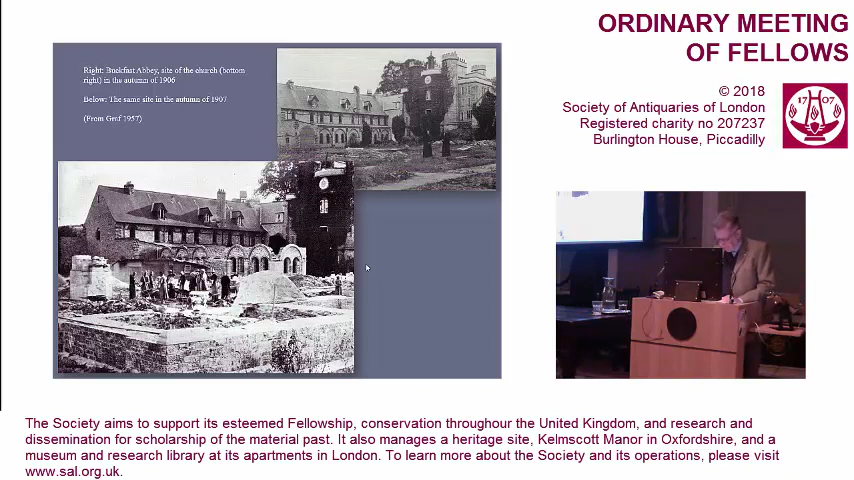 ORDINARY MEETING
OF FELLOWS
© 2018
Society of Antiquaries of London
Registered charity no 207237
Burlington House, Piccadilly
17 07
Right: Buckfast Abbey, site of the church (bottom
right) in the autumn of 1906
Below: The same site in the autumn of 1907
(From Graf 1957)
The Society aims to support its esteemed Fellowship, conservation throughour the United Kingdom, and research and
dissemination for scholarship of the material past. It also manages a heritage site, Kelmscott Manor in Oxfordshire, and a
museum and research library at its apartments in London. To learn more about the Society and its operations, please visit
www.sal.org.uk.